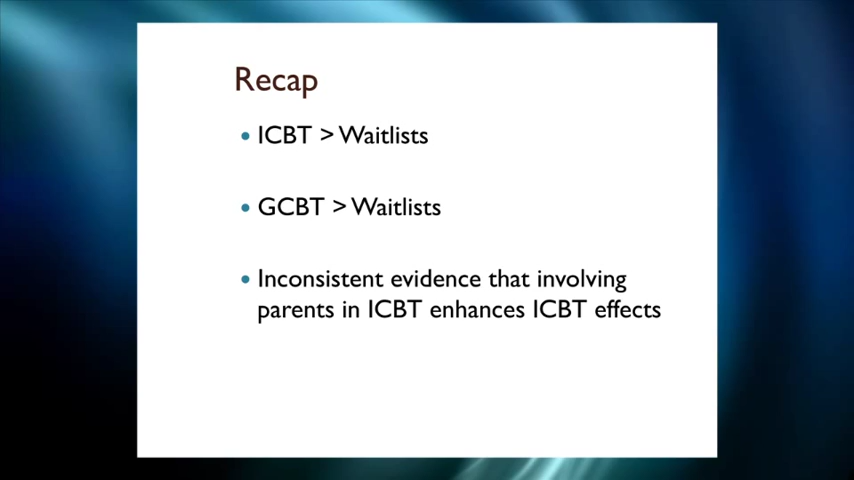 Recap
• ICBT > Waitlists
• GCBT > Waitlists
• Inconsistent evidence that involving
parents in ICBT enhances ICBT effects